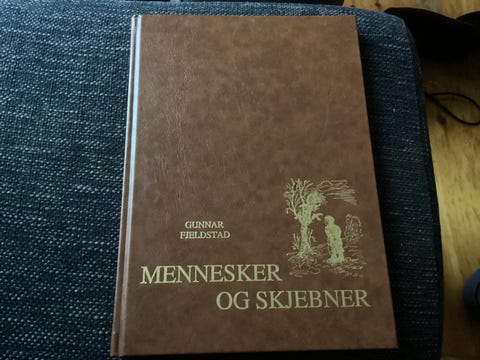 GUNNAR
FJELDSTAD
MENNESKER
OG SKJEBNER